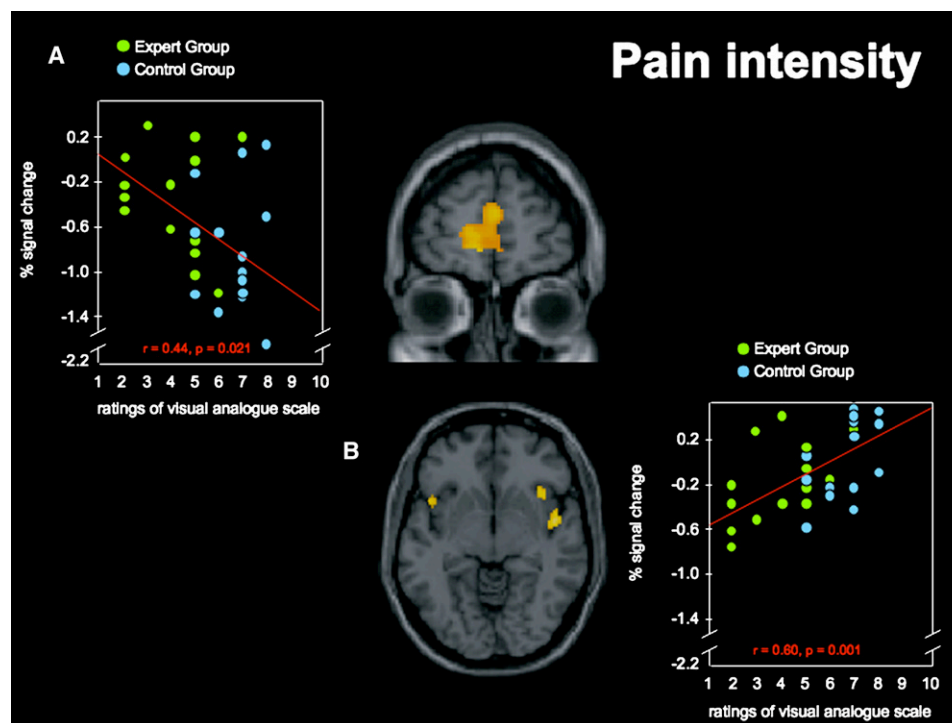 Pain intensity
A
Expert Group
Control Group
% signal change
0.2
-0.2
-0.6
-1.0
-1.4
-2.2
r = 0.44, p = 0.021
1 2 3 4 5 6 7 8 9 10
ratings of visual analogue scale
B
Expert Group
Control Group
% signal change
0.2
-0.2
-0.6
-1.0
-1.4
-2.2
r = 0.60, p = 0.001
1 2 3 4 5 6 7 8 9 10
ratings of visual analogue scale